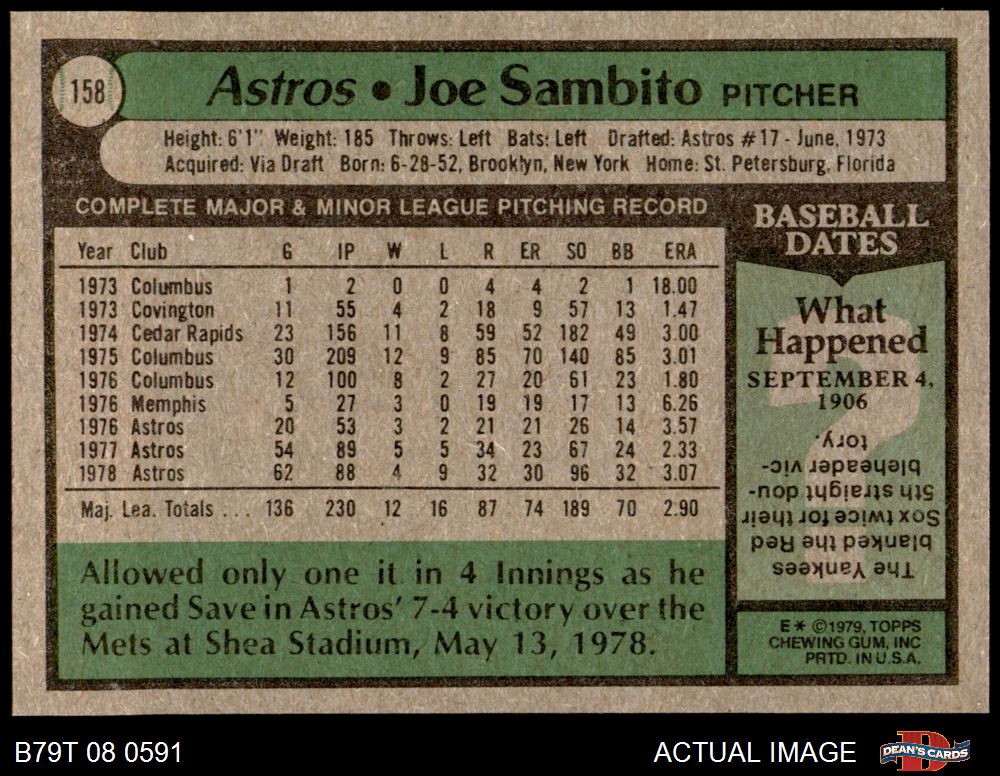 158
Astros • Joe Sambito PITCHER
Height: 6'1" Weight: 185 Throws: Left Bats: Left Drafted: Astros #17 - June, 1973
Acquired: Via Draft Born: 6-28-52, Brooklyn, New York Home: St. Petersburg, Florida
COMPLETE MAJOR & MINOR LEAGUE PITCHING RECORD
Year Club G IP W L R ER SO BB ERA
1973 Columbus 1 2 0 0 4 4 2 1 18.00
1973 Covington 11 55 4 2 18 9 57 13 1.47
1974 Cedar Rapids 23 156 11 8 59 52 182 49 3.00
1975 Columbus 30 209 12 9 85 70 140 85 3.01
1976 Columbus 12 100 8 2 27 20 61 23 1.80
1976 Memphis 5 27 3 0 19 19 17 13 6.26
1976 Astros 20 53 3 2 21 21 26 14 3.57
1977 Astros 54 89 5 5 34 23 67 24 2.33
1978 Astros 62 88 4 9 32 30 96 32 3.07
Maj. Lea. Totals . . . 136 230 12 16 87 74 189 70 2.90
Allowed only one it in 4 Innings as he
gained Save in Astros' 7-4 victory over the
Mets at Shea Stadium, May 13, 1978.
BASEBALL
DATES
What
Happened
SEPTEMBER 4,
1906
The Yankees
blanked the Red
Sox twice for their
5th straight dou-
bleheader vic-
tory.
E* ©1979, TOPPS
CHEWING GUM, INC
PRTD. IN U.S.A.
B79T 08 0591
ACTUAL IMAGE
DEAN'S CARDS